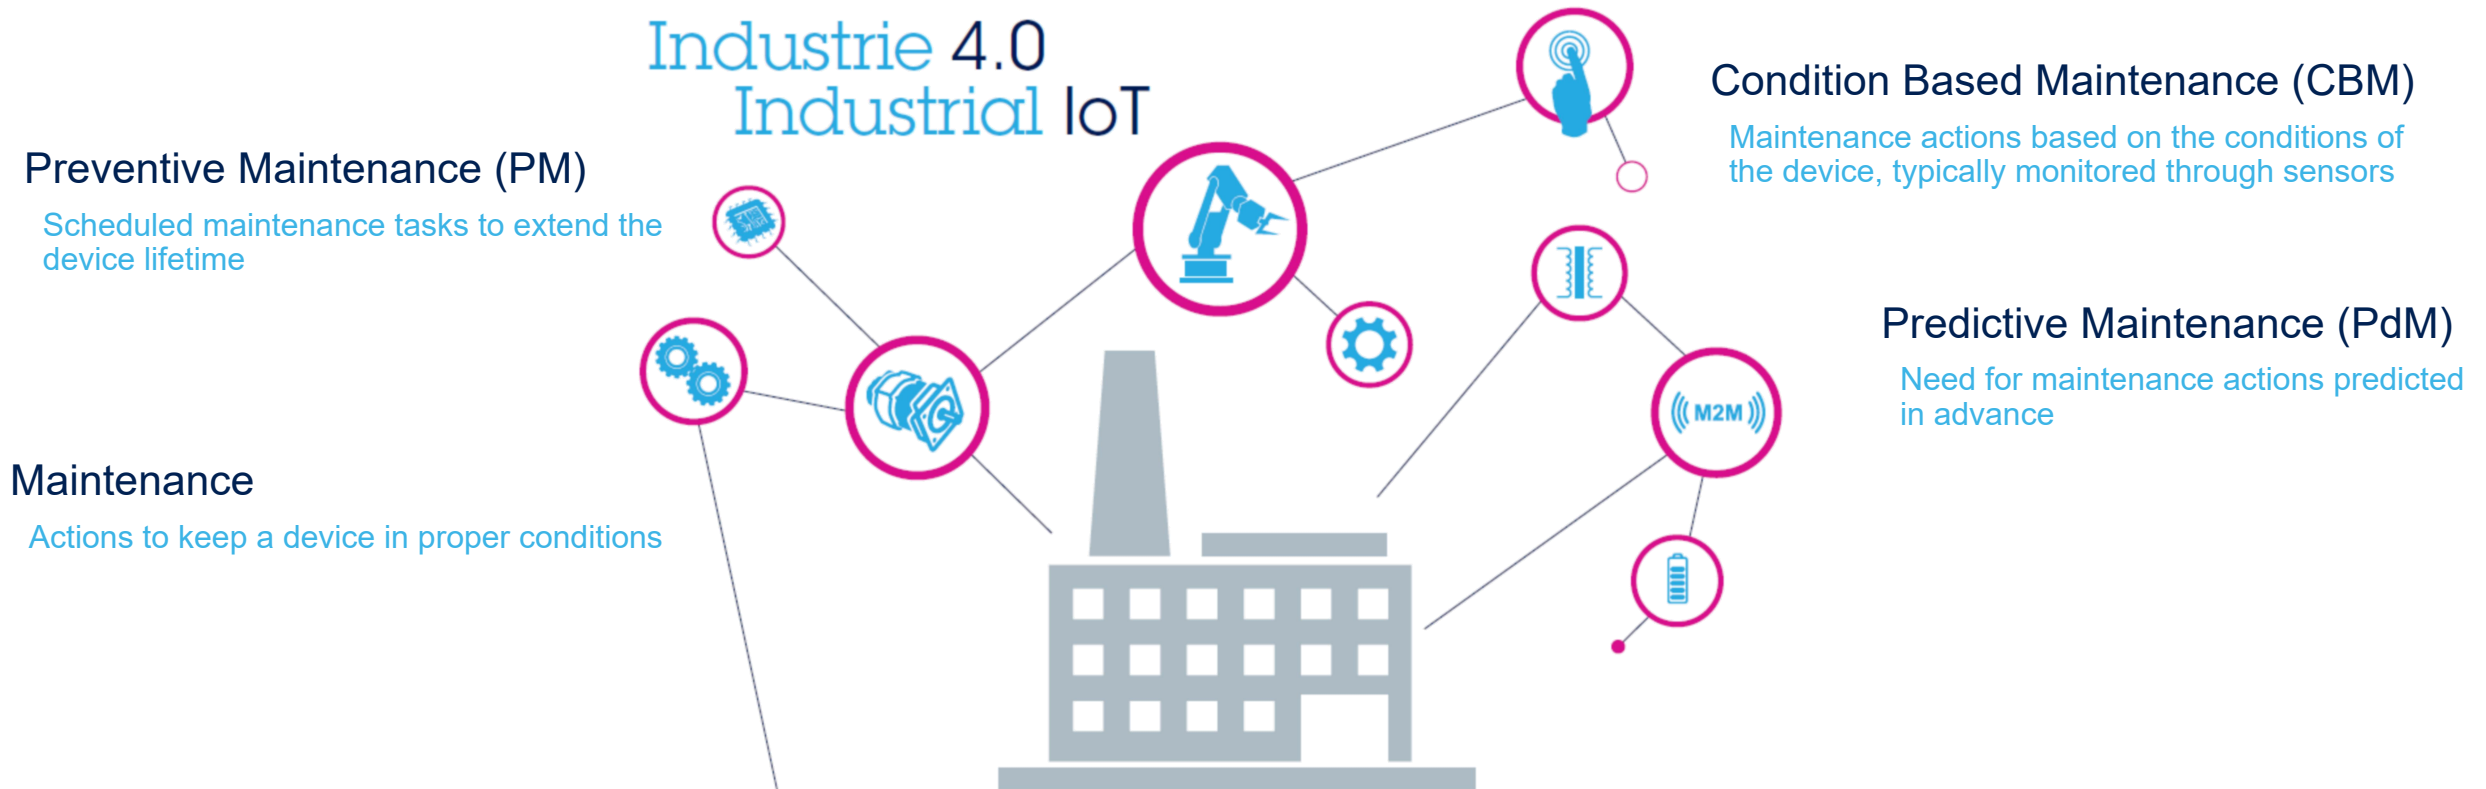 Industrie 4.0
Industrial IoT
Preventive Maintenance (PM)
Scheduled maintenance tasks to extend the
device lifetime
Maintenance
Actions to keep a device in proper conditions
Condition Based Maintenance (CBM)
Maintenance actions based on the conditions of
the device, typically monitored through sensors
Predictive Maintenance (PdM)
Need for maintenance actions predicted
in advance
M2M